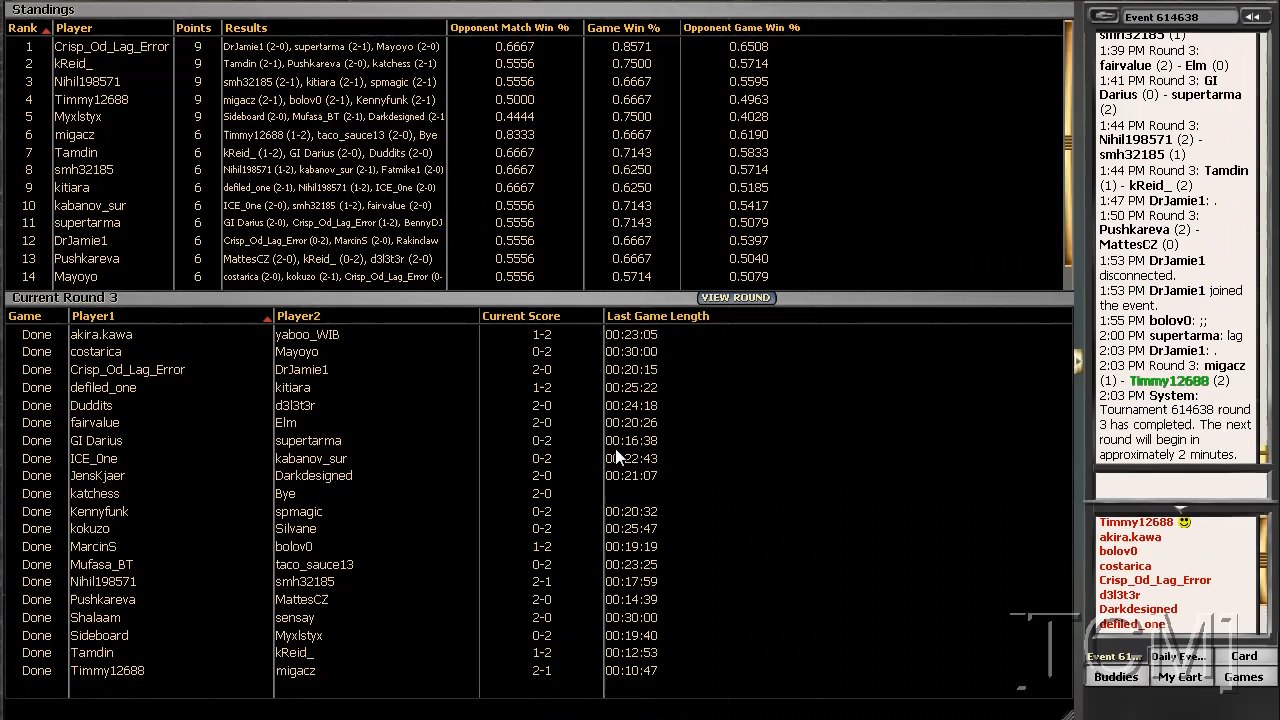 Standings
Rank Player Points Results Opponent Match Win % Game Win % Opponent Game Win %
1 Crisp_Od_Lag_Error 9 DrJamie1 (2-0), supertarma (2-1), Mayoyo (2-0) 0.6667 0.8571 0.6508
2 kReid_ 9 Tamdin (2-1), Pushkareva (2-0), katchess (2-1) 0.5556 0.7500 0.5714
3 Nihil198571 9 smh32185 (2-1), kitiara (2-1), spmagic (2-1) 0.5556 0.6667 0.5595
4 Timmy12688 9 migacz (2-1), bolov0 (2-1), Kennyfunk (2-1) 0.5000 0.6667 0.4963
5 Myxlstyx 9 Sideboard (2-0), Mufasa_BT (2-1), Darkdesigned (2-1 0.4444 0.7500 0.4028
6 migacz 6 Timmy12688 (1-2), taco_sauce13 (2-0), Bye 0.8333 0.6667 0.6190
7 Tamdin 6 kReid_ (1-2), GI Darius (2-0), Duddits (2-0) 0.6667 0.7143 0.5833
8 smh32185 6 Nihil198571 (1-2), kabanov_sur (2-1), Fatmike1 (2-0) 0.6667 0.6250 0.5714
9 kitiara 6 defiled_one (2-1), Nihil198571 (1-2), ICE_0ne (2-0) 0.6667 0.6250 0.5185
10 kabanov_sur 6 ICE_0ne (2-0), smh32185 (1-2), fairvalue (2-0) 0.5556 0.7143 0.5417
11 supertarma 6 GI Darius (2-0), Crisp_Od_Lag_Error (1-2), BennyDJ 0.5556 0.7143 0.5079
12 DrJamie1 6 Crisp_Od_Lag_Error (0-2), MarcinS (2-0), Rakinclaw 0.5556 0.6667 0.5397
13 Pushkareva 6 MattesCZ (2-0), kReid_ (0-2), d3l3t3r (2-0) 0.5556 0.6667 0.5040
14 Mayoyo 6 costarica (2-0), kokuzo (2-1), Crisp_Od_Lag_Error (0- 0.5556 0.5714 0.5079
Current Round 3 VIEW ROUND
Game Player1 Player2 Current Score Last Game Length
Done akira.kawa yaboo_WIB 1-2 00:23:05
Done costarica Mayoyo 0-2 00:30:00
Done Crisp_Od_Lag_Error DrJamie1 2-0 00:20:15
Done defiled_one kitiara 1-2 00:25:22
Done Duddits d3l3t3r 2-0 00:24:18
Done fairvalue Elm 2-0 00:20:26
Done GI Darius supertarma 0-2 00:16:38
Done ICE_0ne kabanov_sur 0-2 00:22:43
Done JensKjaer Darkdesigned 0-2 00:21:07
Done katchess Bye 2-0
Done Kennyfunk spmagic 0-2 00:20:32
Done kokuzo Silvane 0-2 00:25:47
Done MarcinS bolov0 1-2 00:19:19
Done Mufasa_BT taco_sauce13 0-2 00:23:25
Done Nihil198571 smh32185 2-1 00:17:59
Done Pushkareva MattesCZ 2-0 00:14:39
Done Shalaam sensay 2-0 00:30:00
Done Sideboard Myxlstyx 0-2 00:19:40
Done Tamdin kReid_ 1-2 00:12:53
Done Timmy12688 migacz 2-1 00:10:47
Event 614638
smh32185 (1)
1:39 PM Round 3:
fairvalue (2) - Elm (0)
1:41 PM Round 3: GI
Darius (0) - supertarma
(2)
1:44 PM Round 3:
Nihil198571 (2) -
smh32185 (1)
1:44 PM Round 3: Tamdin
(1) - kReid_ (2)
1:47 PM DrJamie1: .
1:50 PM Round 3:
Pushkareva (2) -
MattesCZ (0)
1:53 PM DrJamie1
disconnected.
1:53 PM DrJamie1 joined
the event.
1:55 PM bolov0: ;;
2:00 PM supertarma: lag
2:03 PM DrJamie1: .
2:03 PM Round 3: migacz
(1) - Timmy12688 (2)
2:03 PM System:
Tournament 614638 round
3 has completed. The next
round will begin in
approximately 2 minutes.
Timmy12688
akira.kawa
bolov0
costarica
Crisp_Od_Lag_Error
d3l3t3r
Darkdesigned
defiled_one
Event 61... Daily Eve... Card
Buddies My Cart Games